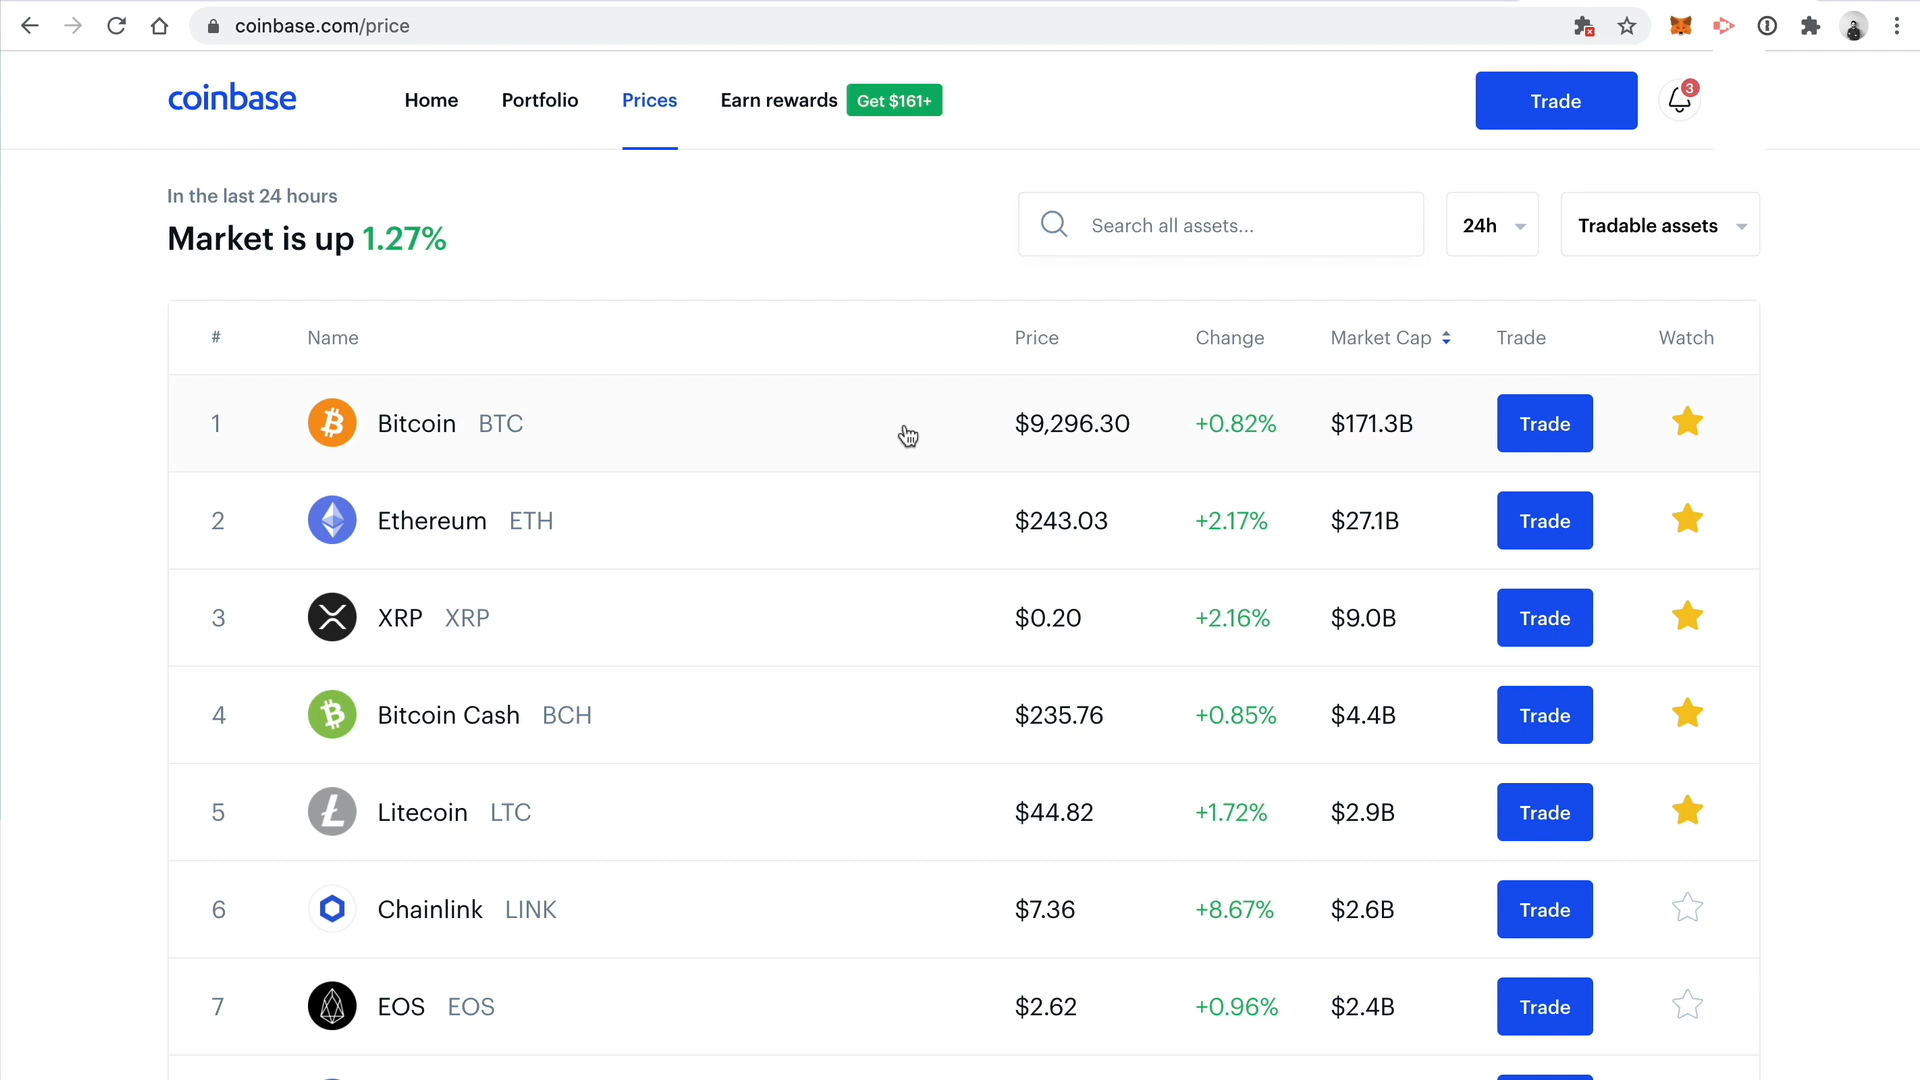 coinbase.com/price
coinbase Home Portfolio Prices Earn rewards Get $161+ Trade 3
In the last 24 hours
Market is up 1.27%
Search all assets... 24h Tradable assets
# Name Price Change Market Cap Trade Watch
1 Bitcoin BTC $9,296.30 +0.82% $171.3B Trade
2 Ethereum ETH $243.03 +2.17% $27.1B Trade
3 XRP XRP $0.20 +2.16% $9.0B Trade
4 Bitcoin Cash BCH $235.76 +0.85% $4.4B Trade
5 Litecoin LTC $44.82 +1.72% $2.9B Trade
6 Chainlink LINK $7.36 +8.67% $2.6B Trade
7 EOS EOS $2.62 +0.96% $2.4B Trade